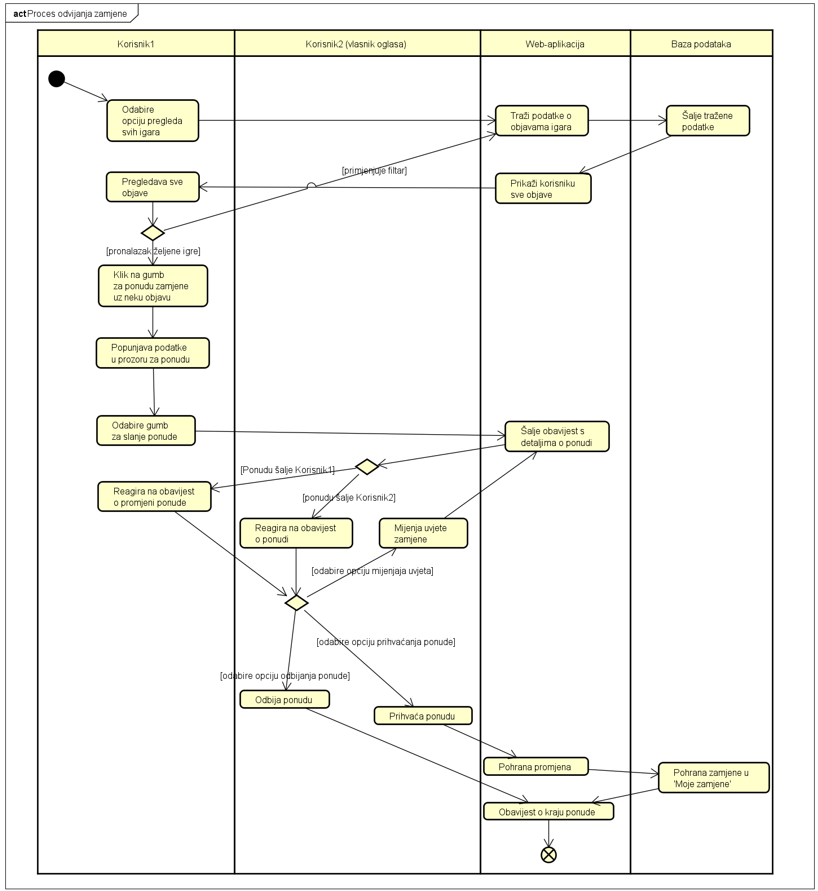 act Proces odvijanja zamjene
Korisnik1
Korisnik2 (vlasnik oglasa)
Web-aplikacija
Baza podataka
Odabire
opciju pregleda
svih igara
Traži podatke o
objavama igara
Šalje tražene
podatke
[primjenjuje filtar]
Pregledava sve
objave
Prikaži korisniku
sve objave
[pronalazak željene igre]
Klik na gumb
za ponudu zamjene
uz neku objavu
Popunjava podatke
u prozoru za ponudu
Odabire gumb
za slanje ponude
Šalje obavijest s
detaljima o ponudi
[Ponudu šalje Korisnik1]
[ponudu šalje Korisnik2]
Reagira na obavijest
o promjeni ponude
Reagira na obavijest
o ponudi
Mijenja uvjete
zamjene
[odabire opciju mijenjaja uvjeta]
[odabire opciju prihvaćanja ponude]
[odabire opciju odbijanja ponude]
Odbija ponudu
Prihvaća ponudu
Pohrana promjena
Pohrana zamjene u
'Moje zamjene'
Obavijest o kraju ponude